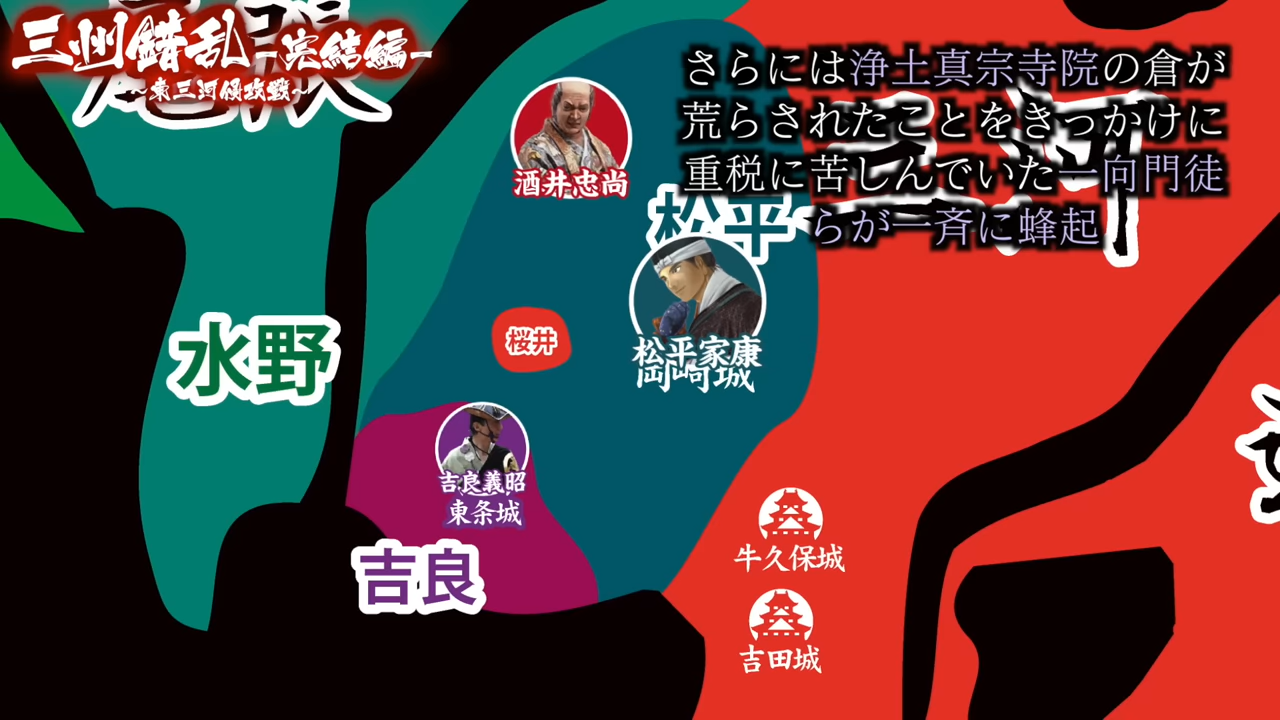 三州錯乱-完結編-
~東三河侵攻戦~
さらには浄土真宗寺院の倉が
荒らされたことをきっかけに
重税に苦しんでいた一向門徒
らが一斉に蜂起
三河
酒井忠尚
松平
松平家康
岡崎城
桜井
水野
吉良義昭
東条城
吉良
牛久保城
吉田城